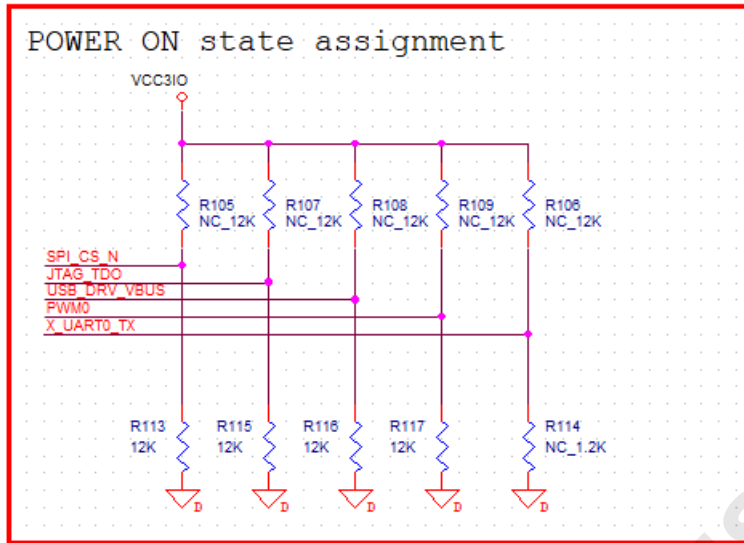 POWER ON state assignment
VCC3IO
R105 R107 R108 R109 R106
NC_12K NC_12K NC_12K NC_12K NC_12K
SPI_CS_N
JTAG_TDO
USB_DRV_VBUS
PWM0
X_UART0_TX
R113 R115 R116 R117 R114
12K 12K 12K 12K NC_1.2K
D D D D D